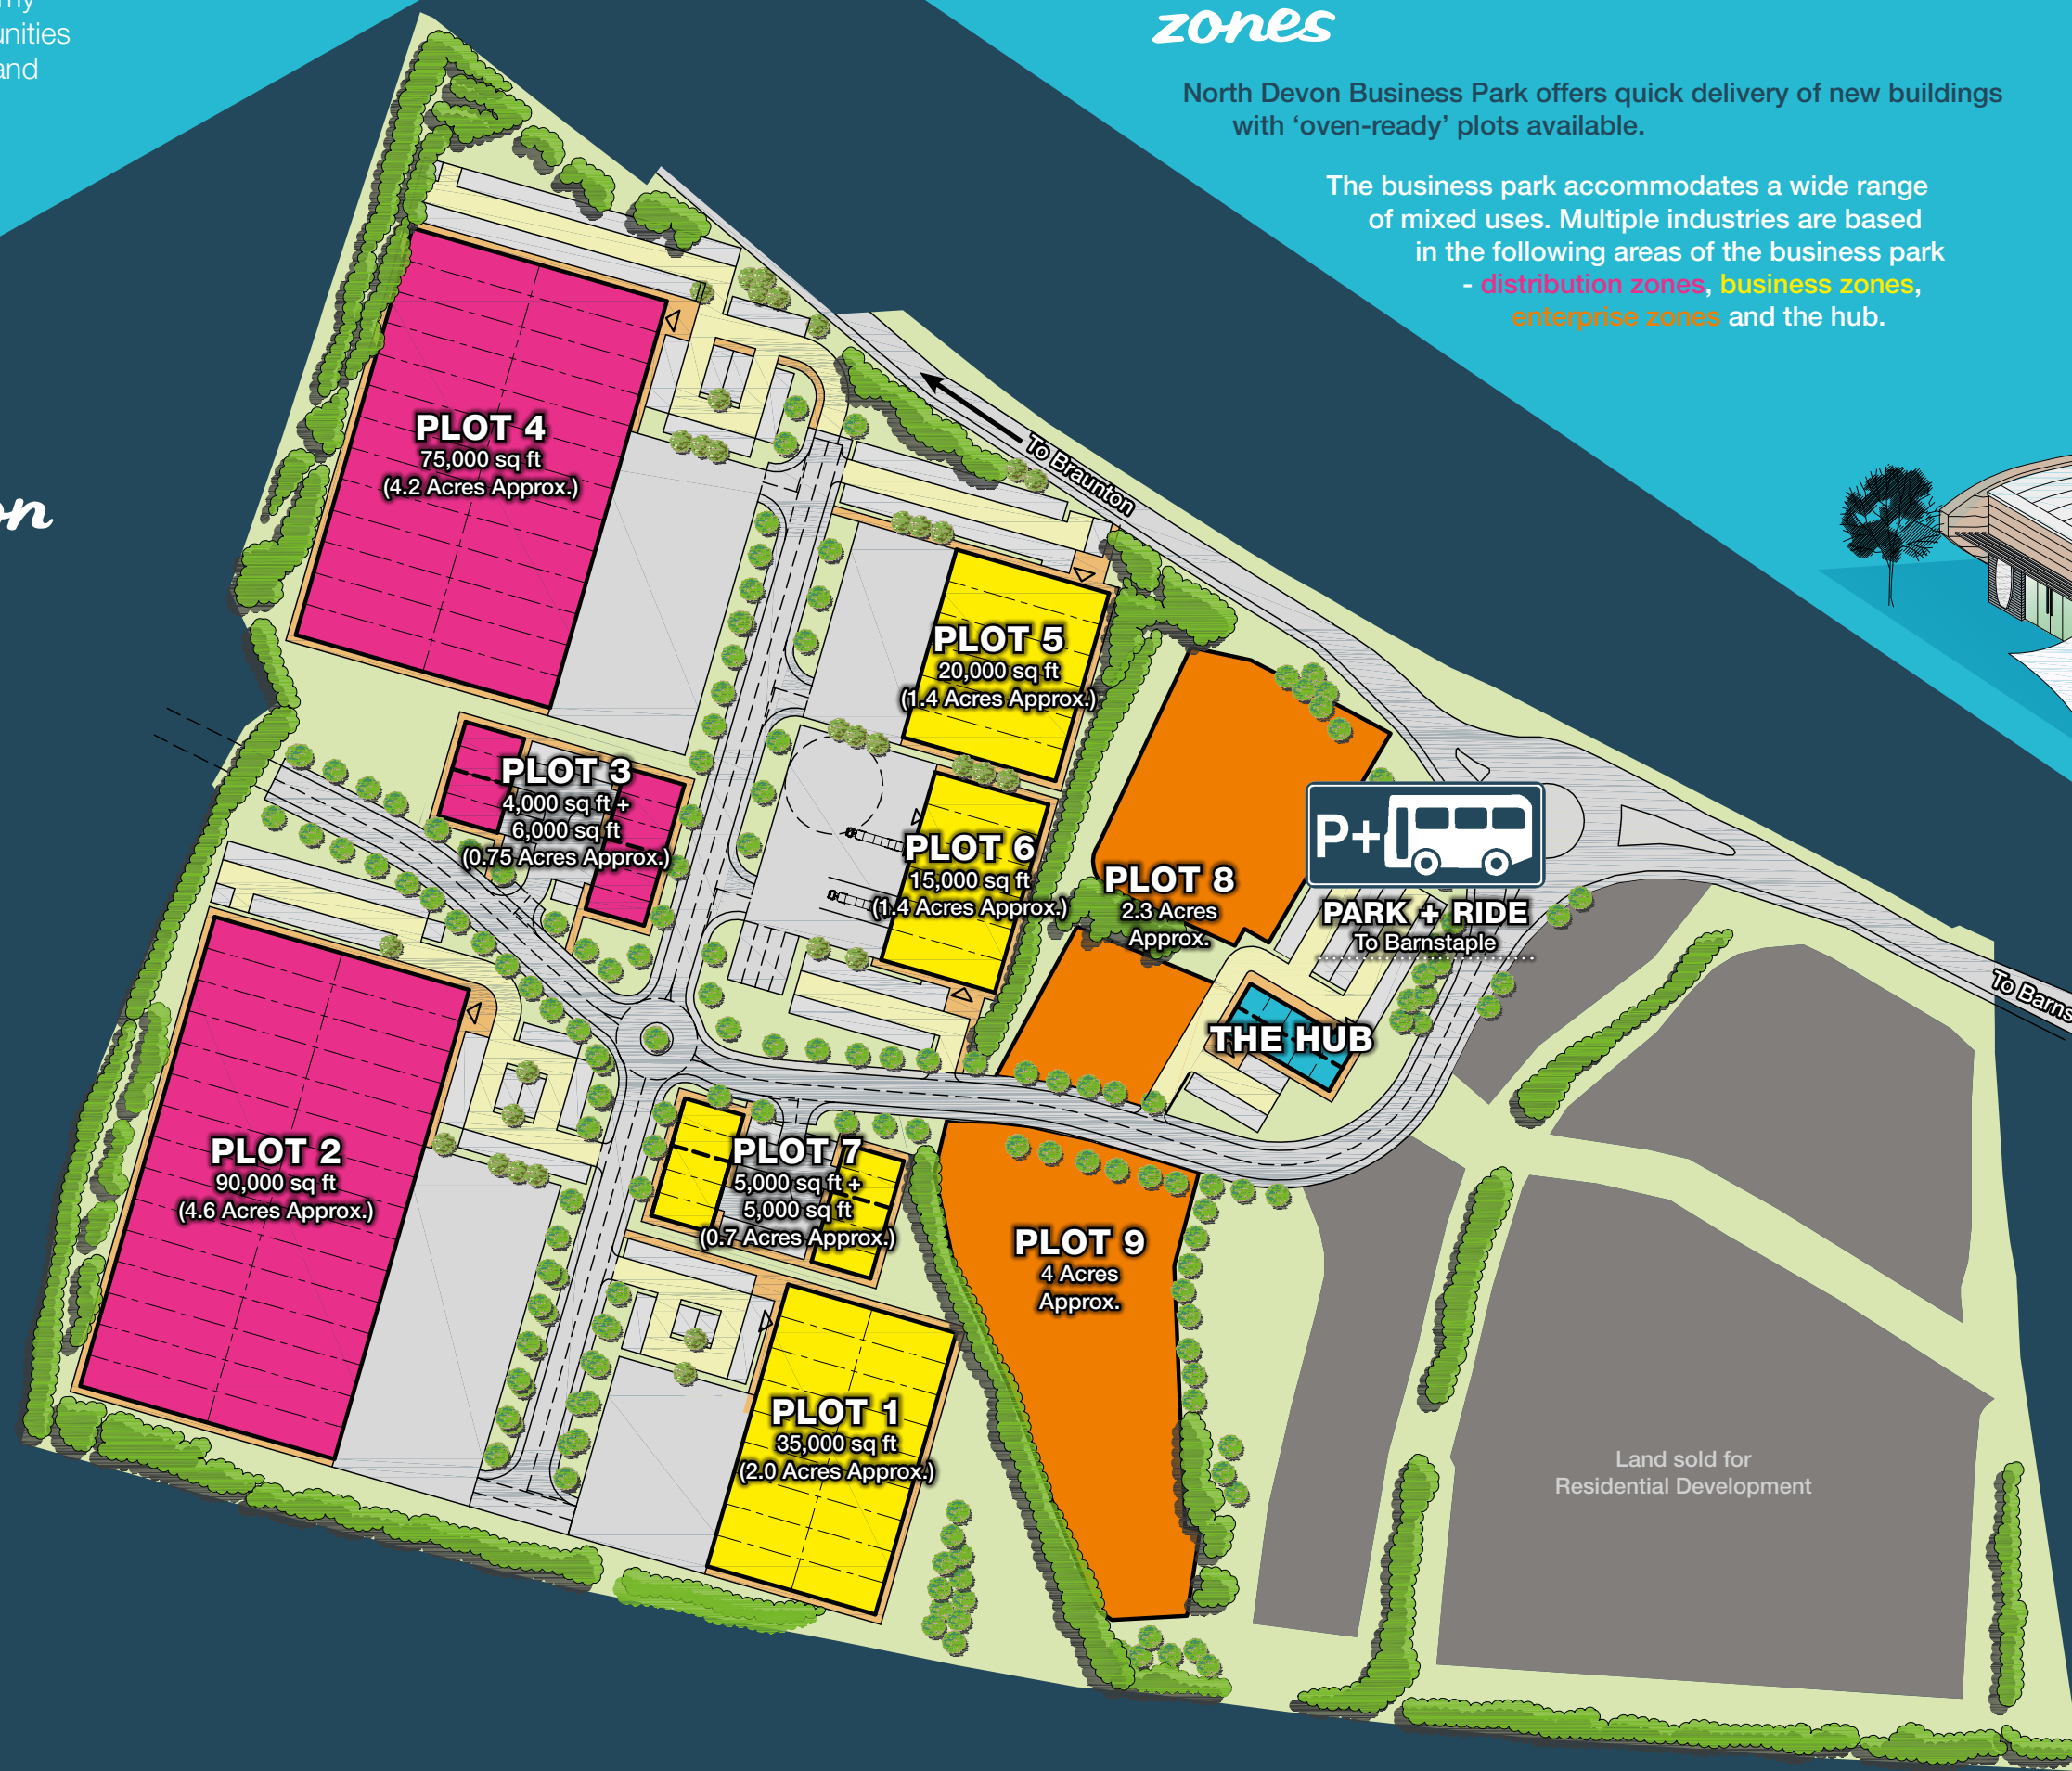 unities
and
on
zones
North Devon Business Park offers quick delivery of new buildings
with ‘oven-ready’ plots available.
The business park accommodates a wide range
of mixed uses. Multiple industries are based
in the following areas of the business park
- distribution zones, business zones,
enterprise zones and the hub.
To Braunton
PLOT 4
75,000 sq ft
(4.2 Acres Approx.)
PLOT 5
20,000 sq ft
(1.4 Acres Approx.)
PLOT 3
4,000 sq ft +
6,000 sq ft
(0.75 Acres Approx.)
PLOT 6
15,000 sq ft
(1.4 Acres Approx.)
PLOT 8
2.3 Acres
Approx.
P+
PARK + RIDE
To Barnstaple
THE HUB
To Barns
PLOT 2
90,000 sq ft
(4.6 Acres Approx.)
PLOT 7
5,000 sq ft +
5,000 sq ft
(0.7 Acres Approx.)
PLOT 9
4 Acres
Approx.
PLOT 1
35,000 sq ft
(2.0 Acres Approx.)
Land sold for
Residential Development